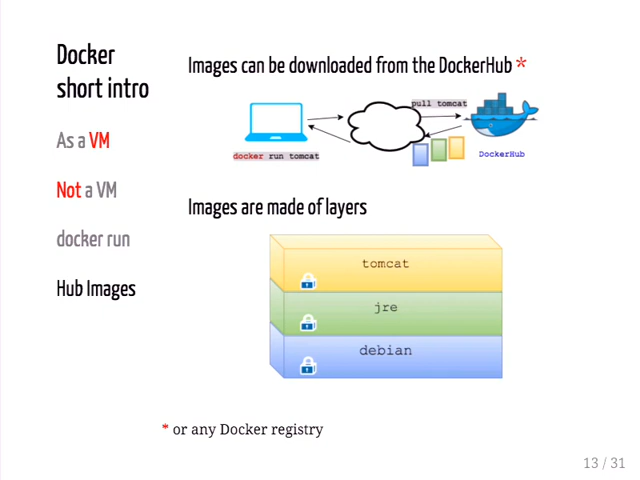 Docker
short intro
As a VM
Not a VM
docker run
Hub Images
Images can be downloaded from the DockerHub *
pull tomcat
docker run tomcat
DockerHub
Images are made of layers
tomcat
jre
debian
* or any Docker registry
13 / 31